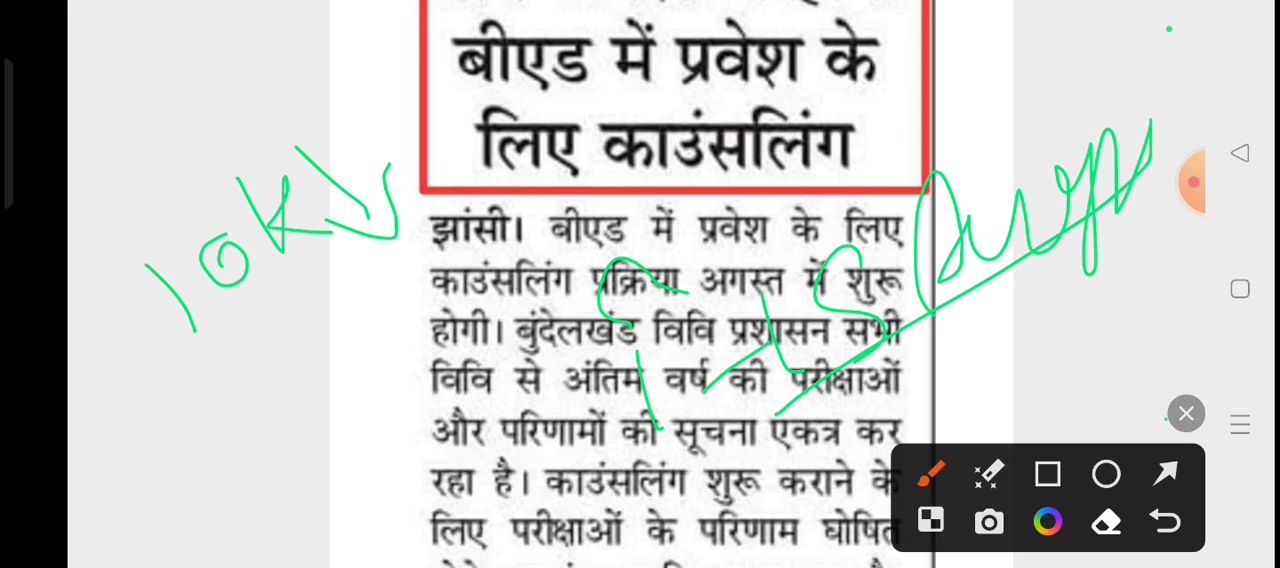 बीएड में प्रवेश के
लिए काउंसलिंग
झांसी। बीएड में प्रवेश के लिए
काउंसलिंग प्रक्रिया अगस्त में शुरू
होगी। बुंदेलखंड विवि प्रशासन सभी
विवि से अंतिम वर्ष की परीक्षाओं
और परिणामों की सूचना एकत्र कर
रहा है। काउंसलिंग शुरू कराने के
लिए परीक्षाओं के परिणाम घोषित
10KV